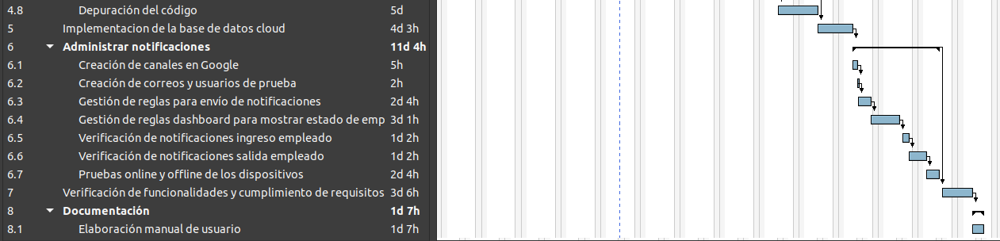 4.8 Depuración del código 5d
5 Implementacion de la base de datos cloud 4d 3h
6 Administrar notificaciones 11d 4h
6.1 Creación de canales en Google 5h
6.2 Creación de correos y usuarios de prueba 2h
6.3 Gestión de reglas para envío de notificaciones 2d 4h
6.4 Gestión de reglas dashboard para mostrar estado de emp 3d 1h
6.5 Verificación de notificaciones ingreso empleado 1d 2h
6.6 Verificación de notificaciones salida empleado 1d 2h
6.7 Pruebas online y offline de los dispositivos 2d 4h
7 Verificación de funcionalidades y cumplimiento de requisitos 3d 6h
8 Documentación 1d 7h
8.1 Elaboración manual de usuario 1d 7h